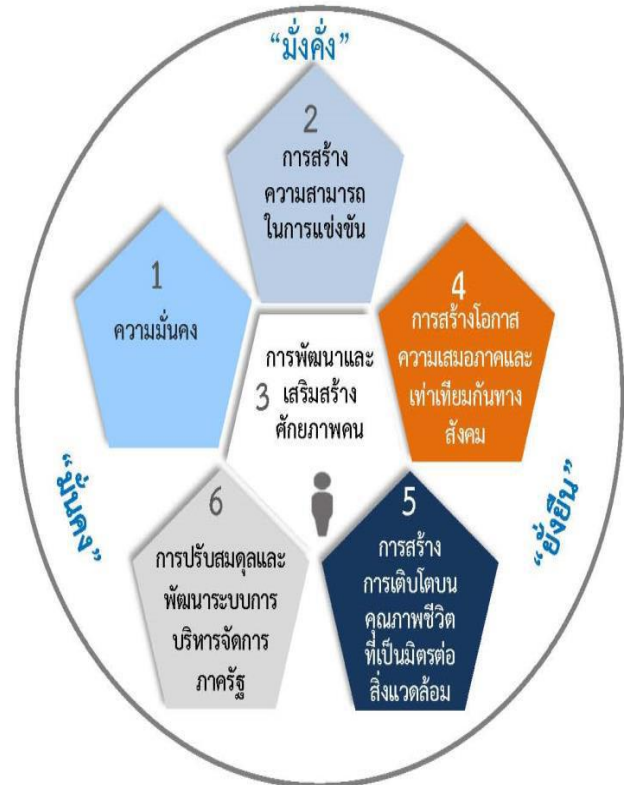 “มั่งคั่ง”
2
การสร้าง
ความสามารถ
ในการแข่งขัน
1
ความมั่นคง
4
การสร้างโอกาส
ความเสมอภาคและ
เท่าเทียมกันทาง
สังคม
การพัฒนาและ
3 เสริมสร้าง
ศักยภาพคน
“มั่นคง”
“ยั่งยืน”
6
การปรับสมดุลและ
พัฒนาระบบการ
บริหารจัดการ
ภาครัฐ
5
การสร้าง
การเติบโตบน
คุณภาพชีวิต
ที่เป็นมิตรต่อ
สิ่งแวดล้อม